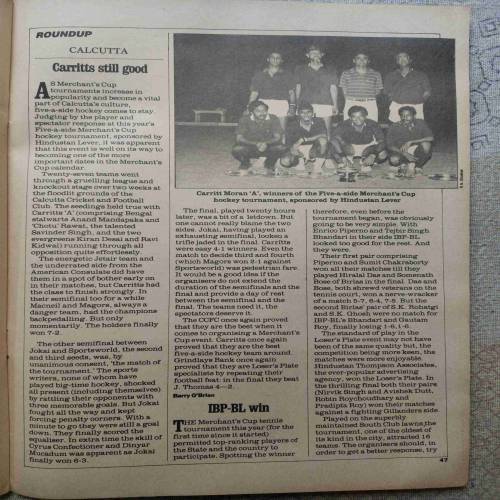 ROUNDUP
CALCUTTA
Carritts still good
AS Merchant's Cup
tournaments increase in
popularity and become a vital
part of Calcutta's culture,
five-a-side hockey comes to stay.
Judging by the player and
spectator response at this year's
Five-a-side Merchant's Cup
hockey tournament, sponsored by
Hindustan Lever, it was apparent
that this event is well on its way to
becoming one of the more
important dates in the Merchant's
Cup calendar.
Twenty-seven teams went
through a gruelling league and
knockout stage over two weeks at
the floodlit grounds of the
Calcutta Cricket and Football
Club. The seedings held true with
Carritts 'A' (comprising Bengal
stalwarts Anand Mandapaka and
'Chotu' Rawat, the talented
Savinder Singh, and the two
evergreens Kiran Desai and Ravi
Kidwai) running through all
opposition quite effortlessly.
The energetic Jetair team and
the underrated side from the
American Consulate did have
them in a spot of bother early on
in their matches, but Carritts had
the class to finish strongly. In
their semifinal too for a while
Macneill and Magors, always a
danger team, had the champions
backpedalling. But only
momentarily. The holders finally
won 7-2.
The other semifinal between
Jokai and Sportsworld, the second
and third seeds, was, by
unanimous consent, 'the match of
the tournament.' The sports
writers, none of whom have
played big-time hockey, shocked
all present (including themselves)
by rattling their opponents with
three memorable goals. But Jokai
fought all the way and kept
forcing penalty corners. With a
minute to go they were still a goal
down. They finally scored the
equaliser. In extra time the skill of
Cyrus Confectioner and Dinyar
Mucadum was apparent as Jokai
finally won 6-3.
Carritt Moran 'A', winners of the Five-a-side Merchant's Cup
hockey tournament, sponsored by Hindustan Lever
The final, played twenty hours
later, was a bit of a letdown. But
one cannot really blame the two
sides. Jokai, having played an
exhausting semifinal, looked a
trifle jaded in the final. Carritts
were easy 4-1 winners. Even the
match to decide third and fourth
(which Magors won 2-1 against
Sportsworld) was pedestrian fare.
It would be a good idea if the
organisers do not extend the
duration of the semifinals and the
final and provide a day of rest
between the semifinal and the
final. The teams need it, the
spectators deserve it.
The CCFC once again proved
that they are the best when it
comes to organising a Merchant's
Cup event. Carritts once again
proved that they are the best
five-a-side hockey team around.
Grindlays Bank once again
proved that they are Loser's Plate
specialists by repeating their
football feat: in the final they beat
J. Thomas 4—2.
Barry O'Brien
IBP-BL win
THE Merchant's Cup tennis
tournament this year (for the
first time since it started)
permitted top-ranking players of
the State and the country to
participate. Spotting the winner
therefore, even before the
tournament began, was obviously
going to be very simple. With
Enrico Piperno and Tejbir Singh
Bhandari in their side IBP-BL
looked too good for the rest. And
they were.
Their first pair comprising
Piperno and Sumit Chakraborty
won all their matches till they
played Hiralal Das and Somenath
Bose of Brisas in the final. Das and
Bose, both shrewd veterans on the
tennis court, won a nerve-wracker
of a match 5-7, 6-4, 7-5. But the
second Brisas' pair of S.K. Rohatgi
and S.K. Ghosh were no match for
IBP-BL's Bhandari and Gautam
Roy, finally losing 1-6, 1-6.
The standard of play in the
Loser's Plate event may not have
been of the same quality but, the
competition being more keen, the
matches were more enjoyable.
Hindustan Thompson Associates,
the ever-popular advertising
agency, won the Loser's Plate. In
the thrilling final both their pairs
(Nirvik Singh and Avishek Dutt,
Robin Roychoudhury and
Pradipta Roy) won their matches
against a fighting Gillanders side.
Played on the superbly
maintained South Club lawns, the
tournament, one of the oldest of
its kind in the city, attracted 16
teams. The organisers should, in
order to get a better response, try
47